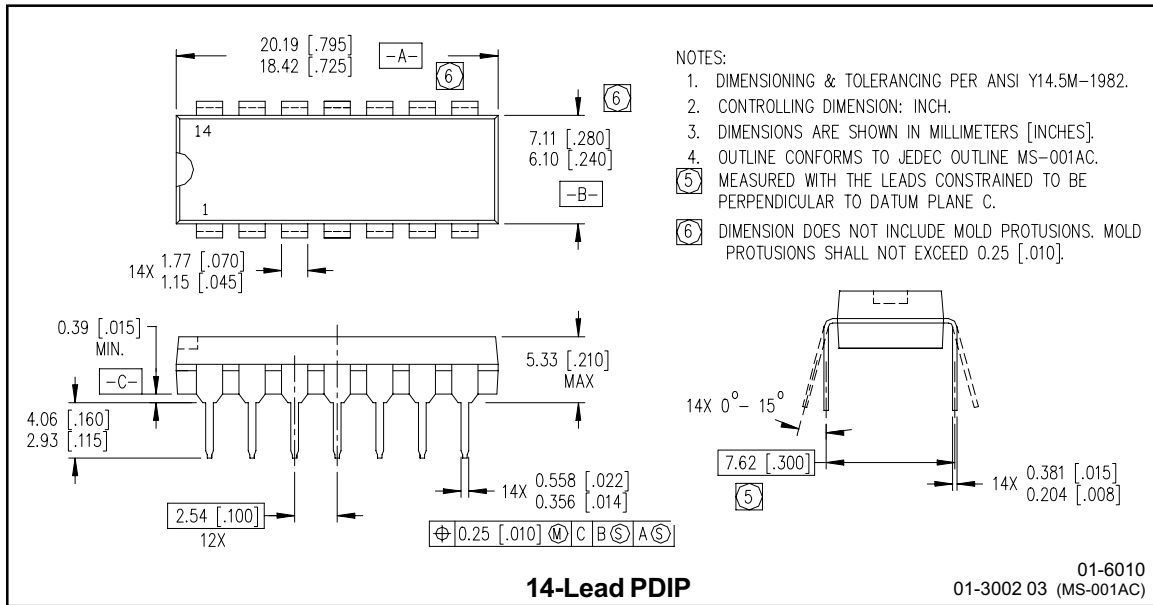 20.19 [.795]
18.42 [.725]
-A-
6
6
14
1
7.11 [.280]
6.10 [.240]
-B-
14X 1.77 [.070]
1.15 [.045]
NOTES:
1. DIMENSIONING & TOLERANCING PER ANSI Y14.5M-1982.
2. CONTROLLING DIMENSION: INCH.
3. DIMENSIONS ARE SHOWN IN MILLIMETERS [INCHES].
4. OUTLINE CONFORMS TO JEDEC OUTLINE MS-001AC.
5 MEASURED WITH THE LEADS CONSTRAINED TO BE
PERPENDICULAR TO DATUM PLANE C.
6 DIMENSION DOES NOT INCLUDE MOLD PROTUSIONS. MOLD
PROTUSIONS SHALL NOT EXCEED 0.25 [.010].
0.39 [.015]
MIN.
-C-
4.06 [.160]
2.93 [.115]
5.33 [.210]
MAX
2.54 [.100]
12X
14X 0.558 [.022]
0.356 [.014]
⌖ 0.25 [.010] Ⓜ C B Ⓢ A Ⓢ
14X 0°- 15°
7.62 [.300]
5
14X 0.381 [.015]
0.204 [.008]
14-Lead PDIP
01-6010
01-3002 03 (MS-001AC)